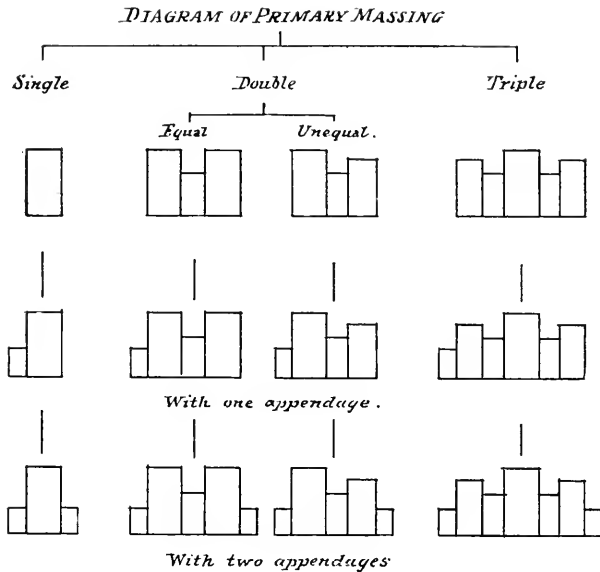 DIAGRAM OF PRIMARY MASSING
Single Double Triple
Equal Unequal.
With one appendage.
With two appendages